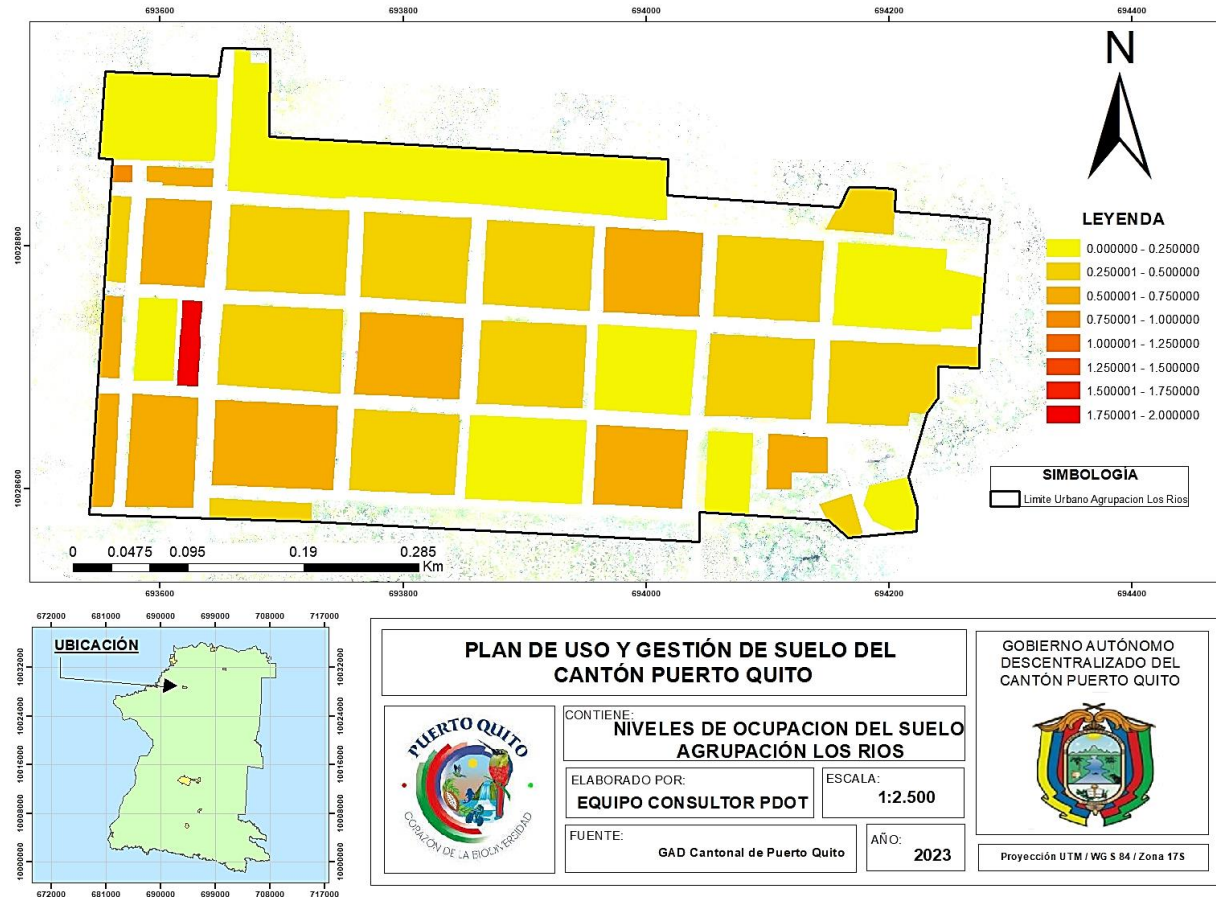 693600
693800
694000
694200
694400
10028800
10028600
N
LEYENDA
0.000000 - 0.250000
0.250001 - 0.500000
0.500001 - 0.750000
0.750001 - 1.000000
1.000001 - 1.250000
1.250001 - 1.500000
1.500001 - 1.750000
1.750001 - 2.000000
SIMBOLOGÍA
Limite Urbano Agrupacion Los Rios
0 0.0475 0.095 0.19 0.285
Km
693600
693800
694000
694200
694400
672000 681000 690000 699000 708000 717000
UBICACIÓN
10032000
10024000
10016000
10008000
10000000
10032000
10024000
10016000
10008000
10000000
672000 681000 690000 699000 708000 717000
PLAN DE USO Y GESTIÓN DE SUELO DEL
CANTÓN PUERTO QUITO
PUERTO QUITO
CORAZÓN DE LA BIODIVERSIDAD
CONTIENE:
NIVELES DE OCUPACION DEL SUELO
AGRUPACIÓN LOS RIOS
ELABORADO POR:
EQUIPO CONSULTOR PDOT
ESCALA:
1:2.500
FUENTE:
GAD Cantonal de Puerto Quito
AÑO:
2023
GOBIERNO AUTÓNOMO
DESCENTRALIZADO DEL
CANTÓN PUERTO QUITO
Proyección UTM / WG S 84 / Zona 17S